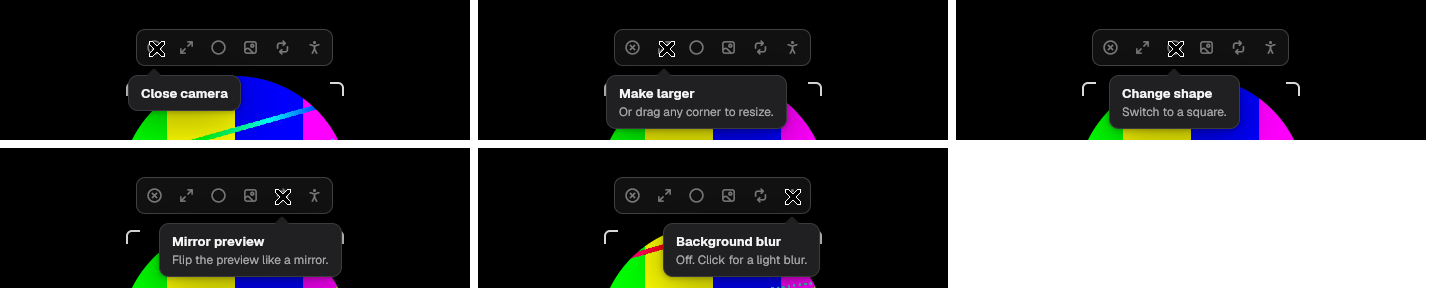 Close camera
Make larger
Or drag any corner to resize.
Change shape
Switch to a square.
Mirror preview
Flip the preview like a mirror.
Background blur
Off. Click for a light blur.